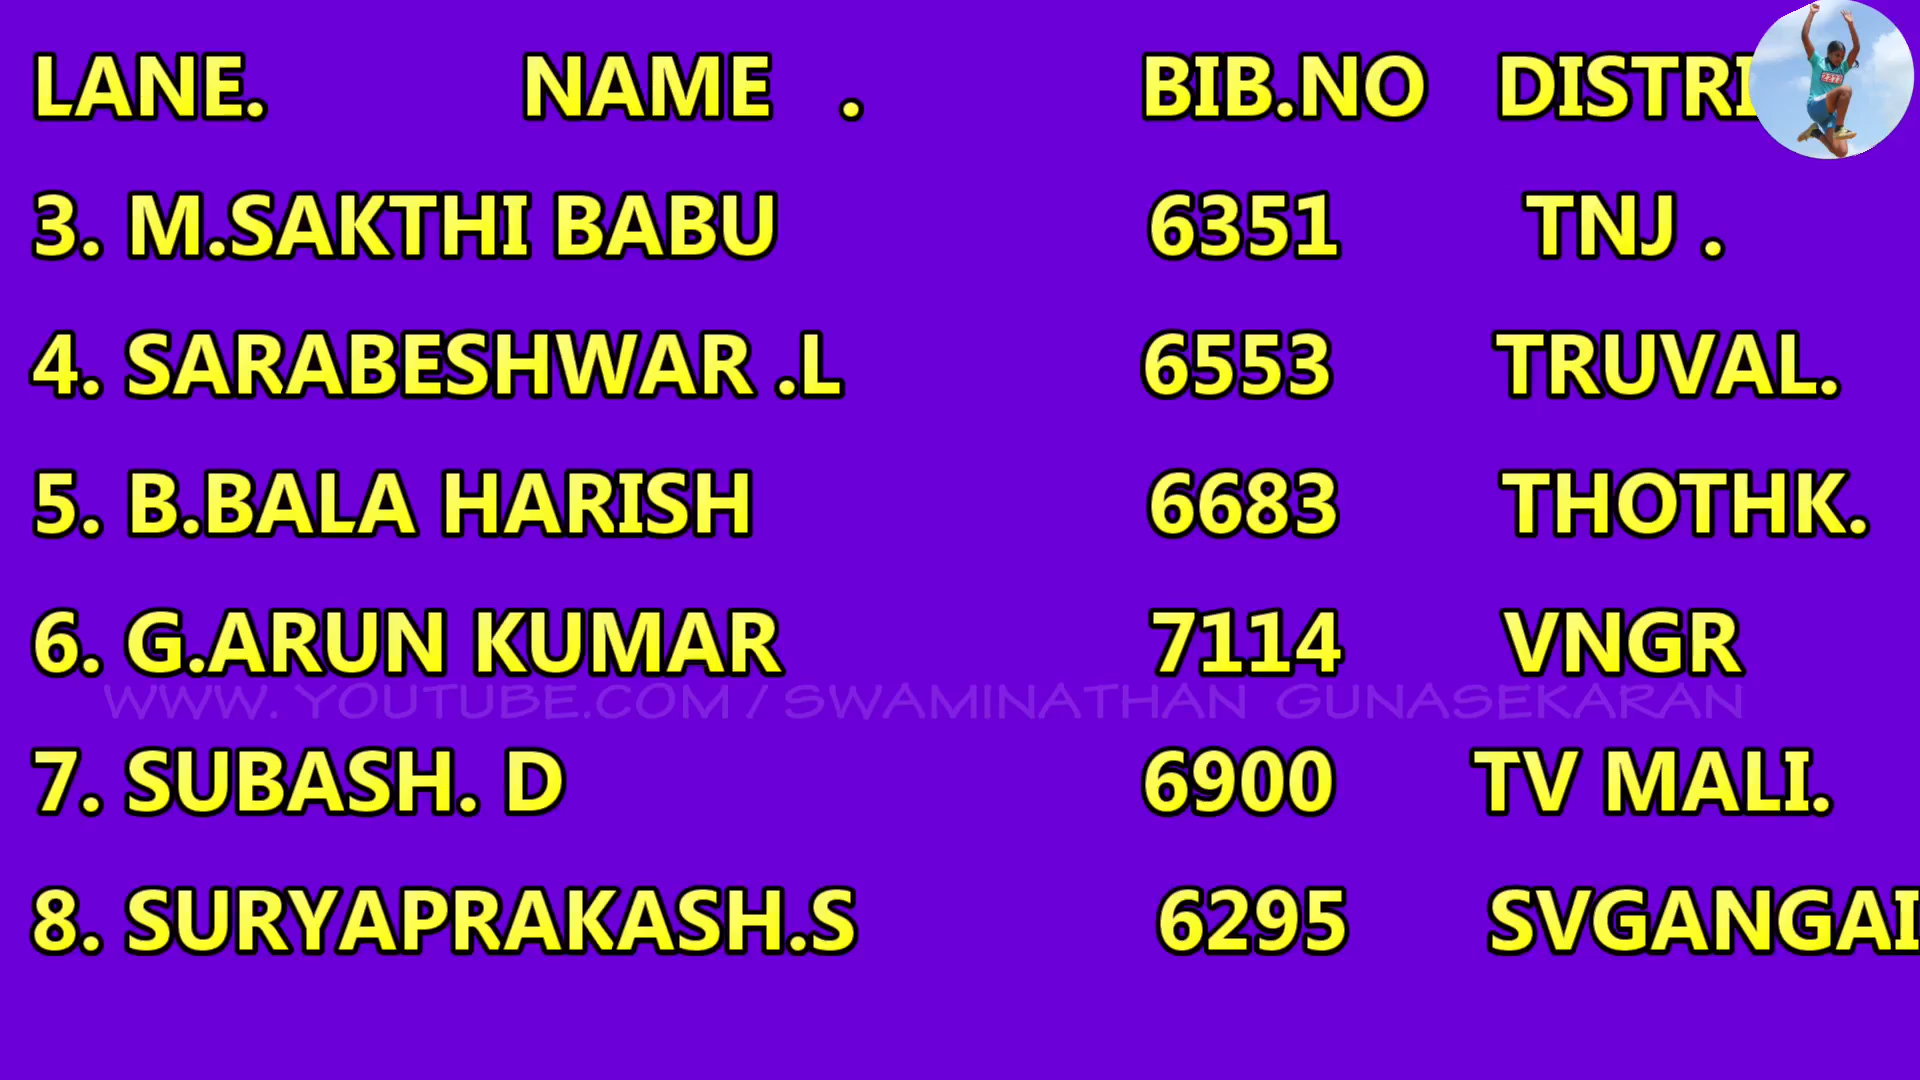 LANE. NAME . BIB.NO DISTRI
3. M.SAKTHI BABU 6351 TNJ .
4. SARABESHWAR .L 6553 TRUVAL.
5. B.BALA HARISH 6683 THOTHK.
6. G.ARUN KUMAR 7114 VNGR
WWW. YOUTUBE.COM / SWAMINATHAN GUNASEKARAN
7. SUBASH. D 6900 TV MALI.
8. SURYAPRAKASH.S 6295 SVGANGAI